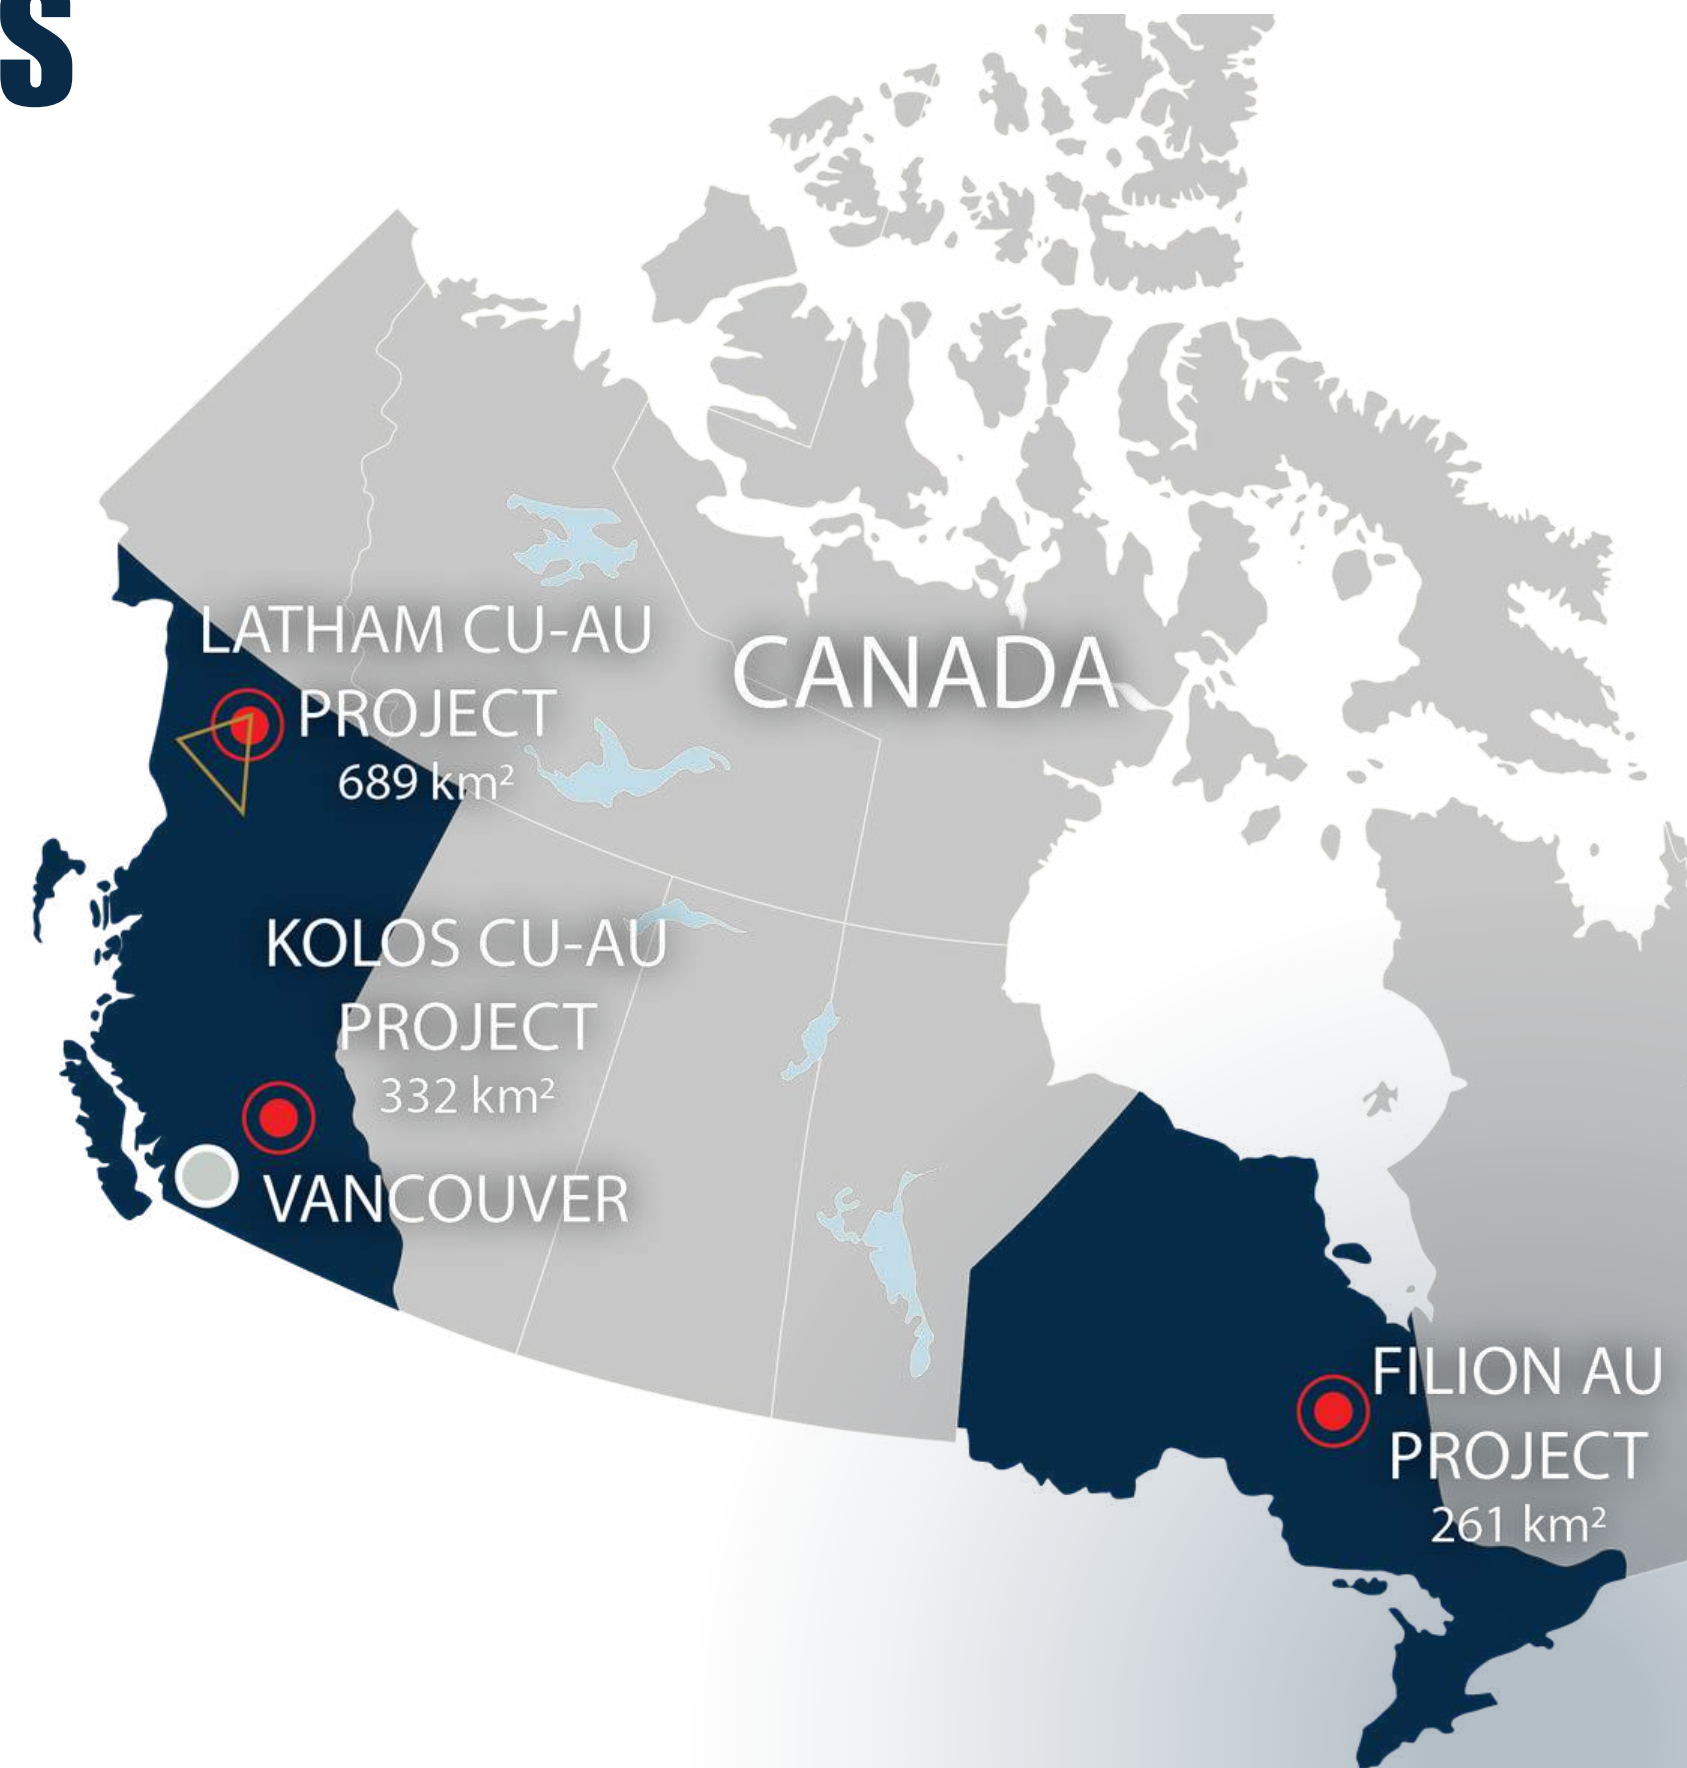 S
LATHAM CU-AU
PROJECT
689 km²
CANADA
KOLOS CU-AU
PROJECT
332 km²
VANCOUVER
FILION AU
PROJECT
261 km²